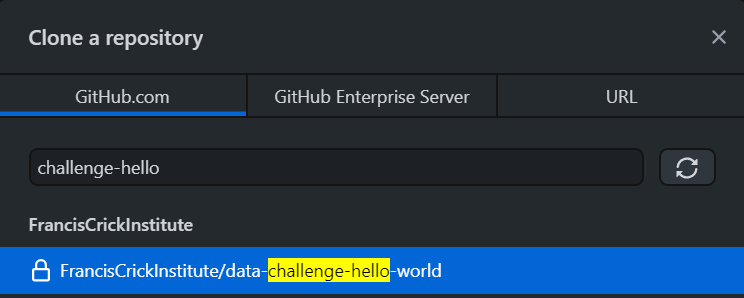 Clone a repository
GitHub.com GitHub Enterprise Server URL
challenge-hello
FrancisCrickInstitute
FrancisCrickInstitute/data-challenge-hello-world